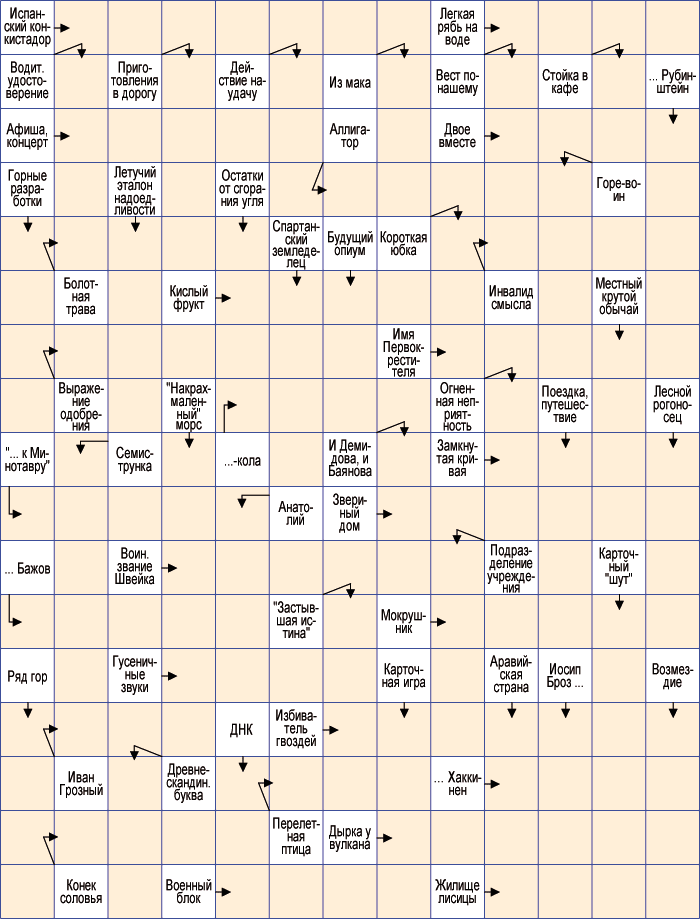 Испан-
ский кон-
кистадор
Легкая
рябь на
воде
Водит.
удосто-
верение
Приго-
товления
в дорогу
Дей-
ствие на-
удачу
Из мака
Вест по-
нашему
Стойка в
кафе
... Рубин-
штейн
Афиша,
концерт
Аллига-
тор
Двое
вместе
Горные
разра-
ботки
Летучий
эталон
надоед-
ливости
Остатки
от сгора-
ния угля
Горе-во-
ин
Спартан-
ский
земледе-
лец
Будущий
опиум
Короткая
юбка
Болот-
ная
трава
Кислый
фрукт
Инвалид
смысла
Местный
крутой
обычай
Имя
Первок-
рести-
теля
Выраже-
ние
одобре-
ния
"Накрах-
мален-
ный"
морс
Огнен-
ная неп-
рият-
ность
Поездка,
путешес-
твие
Лесной
рогоно-
сец
"... к Ми-
нотавру"
Семис-
трунка
...-кола
И Деми-
дова, и
Баянова
Замкну-
тая кри-
вая
Анато-
лий
Звери-
ный
дом
... Бажов
Воин.
звание
Швейка
Подраз-
деление
учрежде-
ния
Карточ-
ный
"шут"
"Застыв-
шая ис-
тина"
Мокруш-
ник
Ряд гор
Гусенич-
ные
звуки
Карточ-
ная игра
Аравий-
ская
страна
Иосип
Броз ...
Возмез-
дие
ДНК
Избива-
тель
гвоздей
Иван
Грозный
Древне-
скандин.
буква
... Хакки-
нен
Перелет-
ная
птица
Дырка у
вулкана
Конек
соловья
Военный
блок
Жилище
лисицы